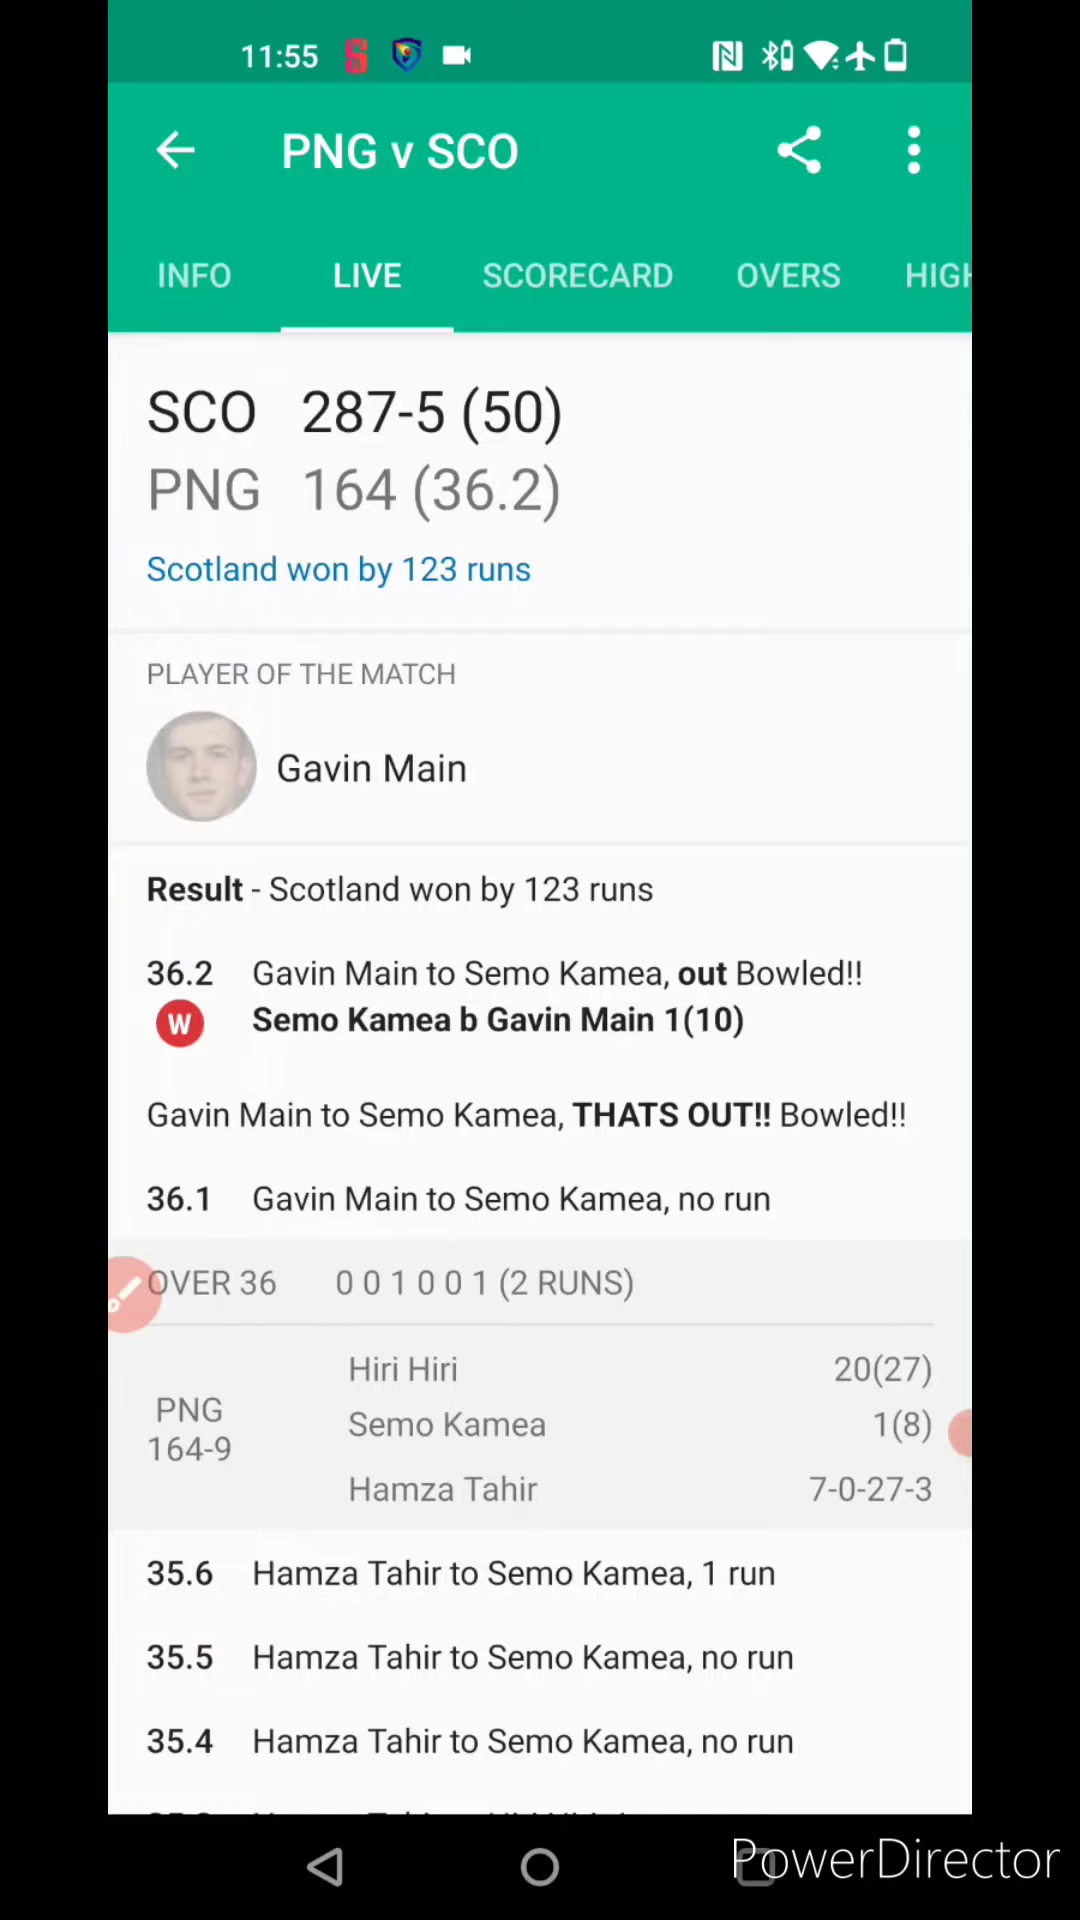 11:55
PNG v SCO
INFO LIVE SCORECARD OVERS HIGH
SCO 287-5 (50)
PNG 164 (36.2)
Scotland won by 123 runs
PLAYER OF THE MATCH
Gavin Main
Result - Scotland won by 123 runs
36.2 Gavin Main to Semo Kamea, out Bowled!!
W Semo Kamea b Gavin Main 1(10)
Gavin Main to Semo Kamea, THATS OUT!! Bowled!!
36.1 Gavin Main to Semo Kamea, no run
OVER 36 0 0 1 0 0 1 (2 RUNS)
Hiri Hiri 20(27)
PNG
164-9
Semo Kamea 1(8)
Hamza Tahir 7-0-27-3
35.6 Hamza Tahir to Semo Kamea, 1 run
35.5 Hamza Tahir to Semo Kamea, no run
35.4 Hamza Tahir to Semo Kamea, no run
PowerDirector